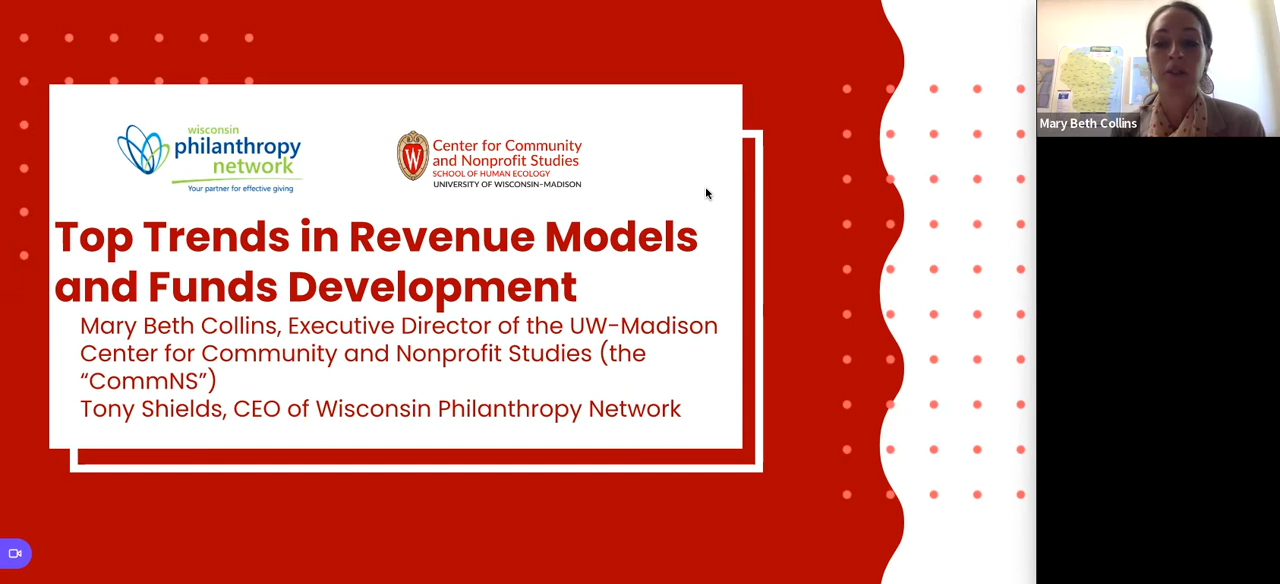 wisconsin
philanthropy
network
Your partner for effective giving
W
Center for Community
and Nonprofit Studies
SCHOOL OF HUMAN ECOLOGY
UNIVERSITY OF WISCONSIN–MADISON
Top Trends in Revenue Models
and Funds Development
Mary Beth Collins, Executive Director of the UW-Madison
Center for Community and Nonprofit Studies (the
“CommNS”)
Tony Shields, CEO of Wisconsin Philanthropy Network
Mary Beth Collins